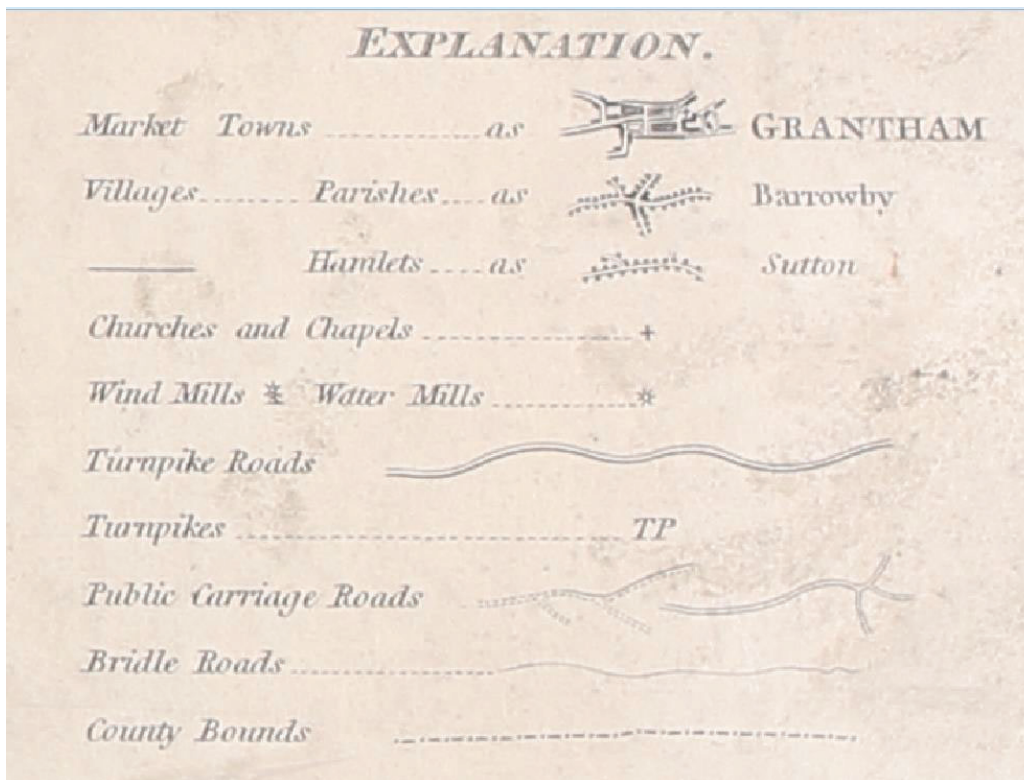 EXPLANATION.
Market Towns as GRANTHAM
Villages Parishes as Barrowby
Hamlets as Sutton
Churches and Chapels +
Wind Mills Water Mills
Turnpike Roads
Turnpikes TP
Public Carriage Roads
Bridle Roads
County Bounds